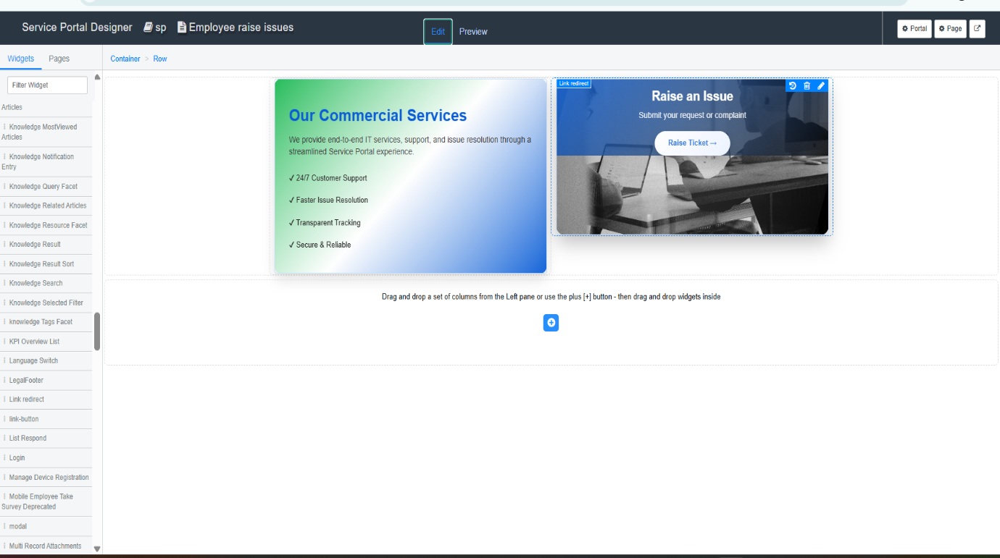 Service Portal Designer sp Employee raise issues
Edit Preview
Portal Page
Widgets Pages
Container > Row
Filter Widget
Articles
Knowledge MostViewed
Articles
Knowledge Notification
Entry
Knowledge Query Facet
Knowledge Related Articles
Knowledge Resource Facet
Knowledge Result
Knowledge Result Sort
Knowledge Search
Knowledge Selected Filter
knowledge Tags Facet
KPI Overview List
Language Switch
LegalFooter
Link redirect
link-button
List Respond
Login
Manage Device Registration
Mobile Employee Take
Survey Deprecated
modal
Multi Record Attachments
Our Commercial Services
We provide end-to-end IT services, support, and issue resolution through a
streamlined Service Portal experience.
✓ 24/7 Customer Support
✓ Faster Issue Resolution
✓ Transparent Tracking
✓ Secure & Reliable
Link redirect
Raise an Issue
Submit your request or complaint
Raise Ticket →
Drag and drop a set of columns from the Left pane or use the plus [+] button - then drag and drop widgets inside